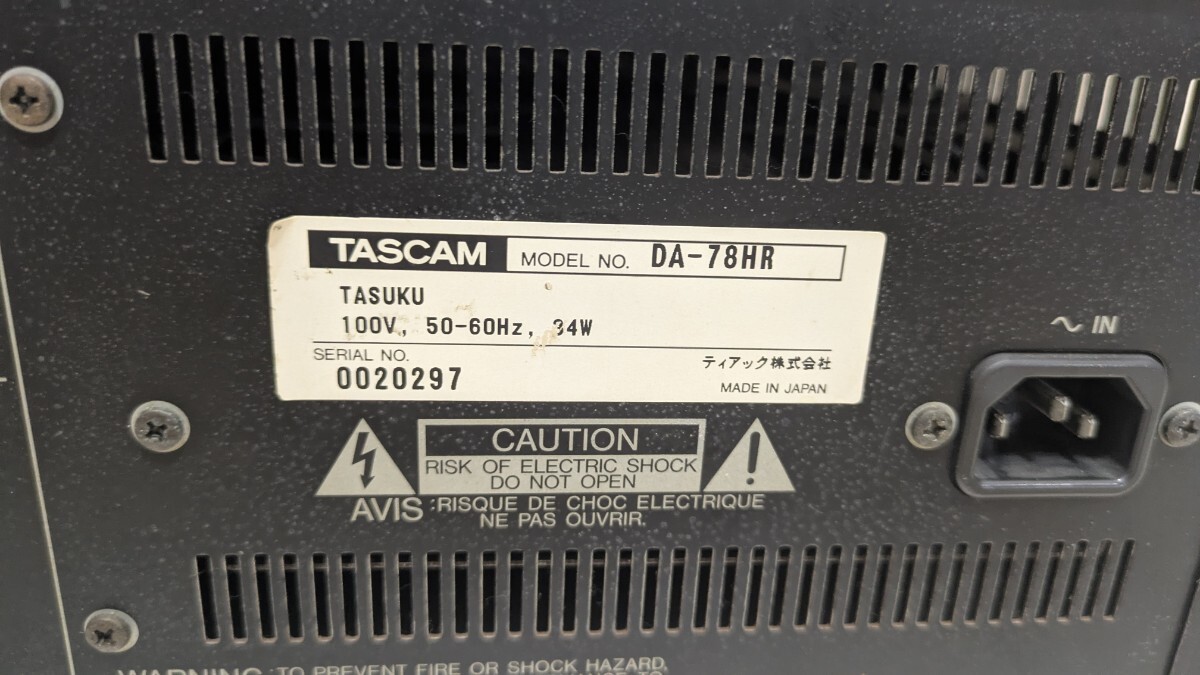 TASCAM MODEL NO. DA-78HR
TASUKU
100V, 50-60Hz, 34W
SERIAL NO.
0020297
ティアック株式会社
MADE IN JAPAN
～ IN
CAUTION
RISK OF ELECTRIC SHOCK
DO NOT OPEN
AVIS :RISQUE DE CHOC ELECTRIQUE
NE PAS OUVRIR.
WARNING :TO PREVENT FIRE OR SHOCK HAZARD,